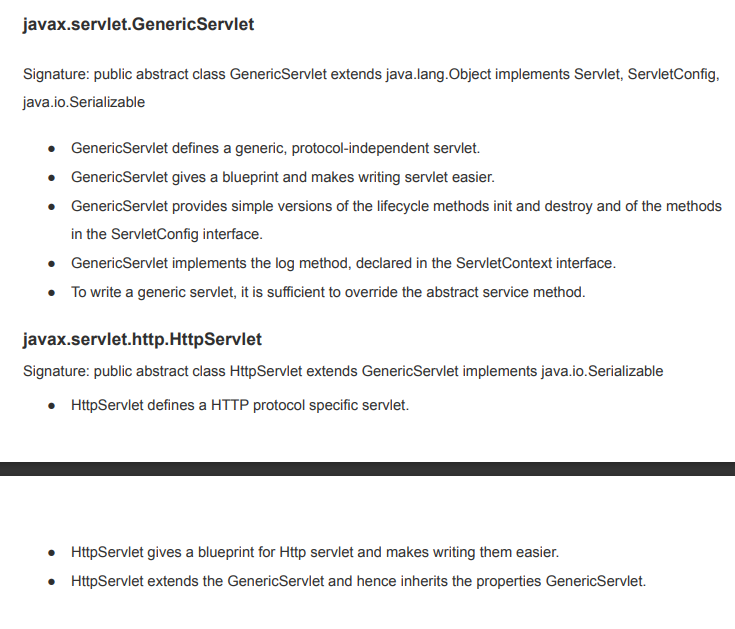 javax.servlet.GenericServlet
Signature: public abstract class GenericServlet extends java.lang.Object implements Servlet, ServletConfig,
java.io.Serializable
● GenericServlet defines a generic, protocol-independent servlet.
● GenericServlet gives a blueprint and makes writing servlet easier.
● GenericServlet provides simple versions of the lifecycle methods init and destroy and of the methods
in the ServletConfig interface.
● GenericServlet implements the log method, declared in the ServletContext interface.
● To write a generic servlet, it is sufficient to override the abstract service method.
javax.servlet.http.HttpServlet
Signature: public abstract class HttpServlet extends GenericServlet implements java.io.Serializable
● HttpServlet defines a HTTP protocol specific servlet.
● HttpServlet gives a blueprint for Http servlet and makes writing them easier.
● HttpServlet extends the GenericServlet and hence inherits the properties GenericServlet.